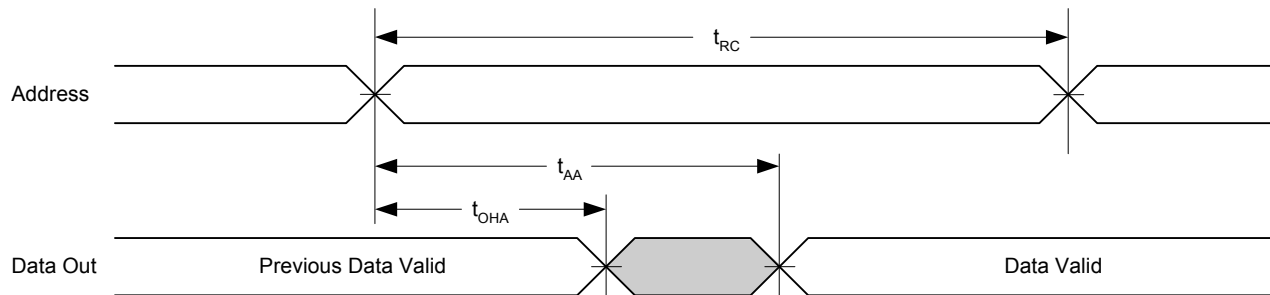 t_RC
Address
t_AA
t_OHA
Data Out
Previous Data Valid
Data Valid